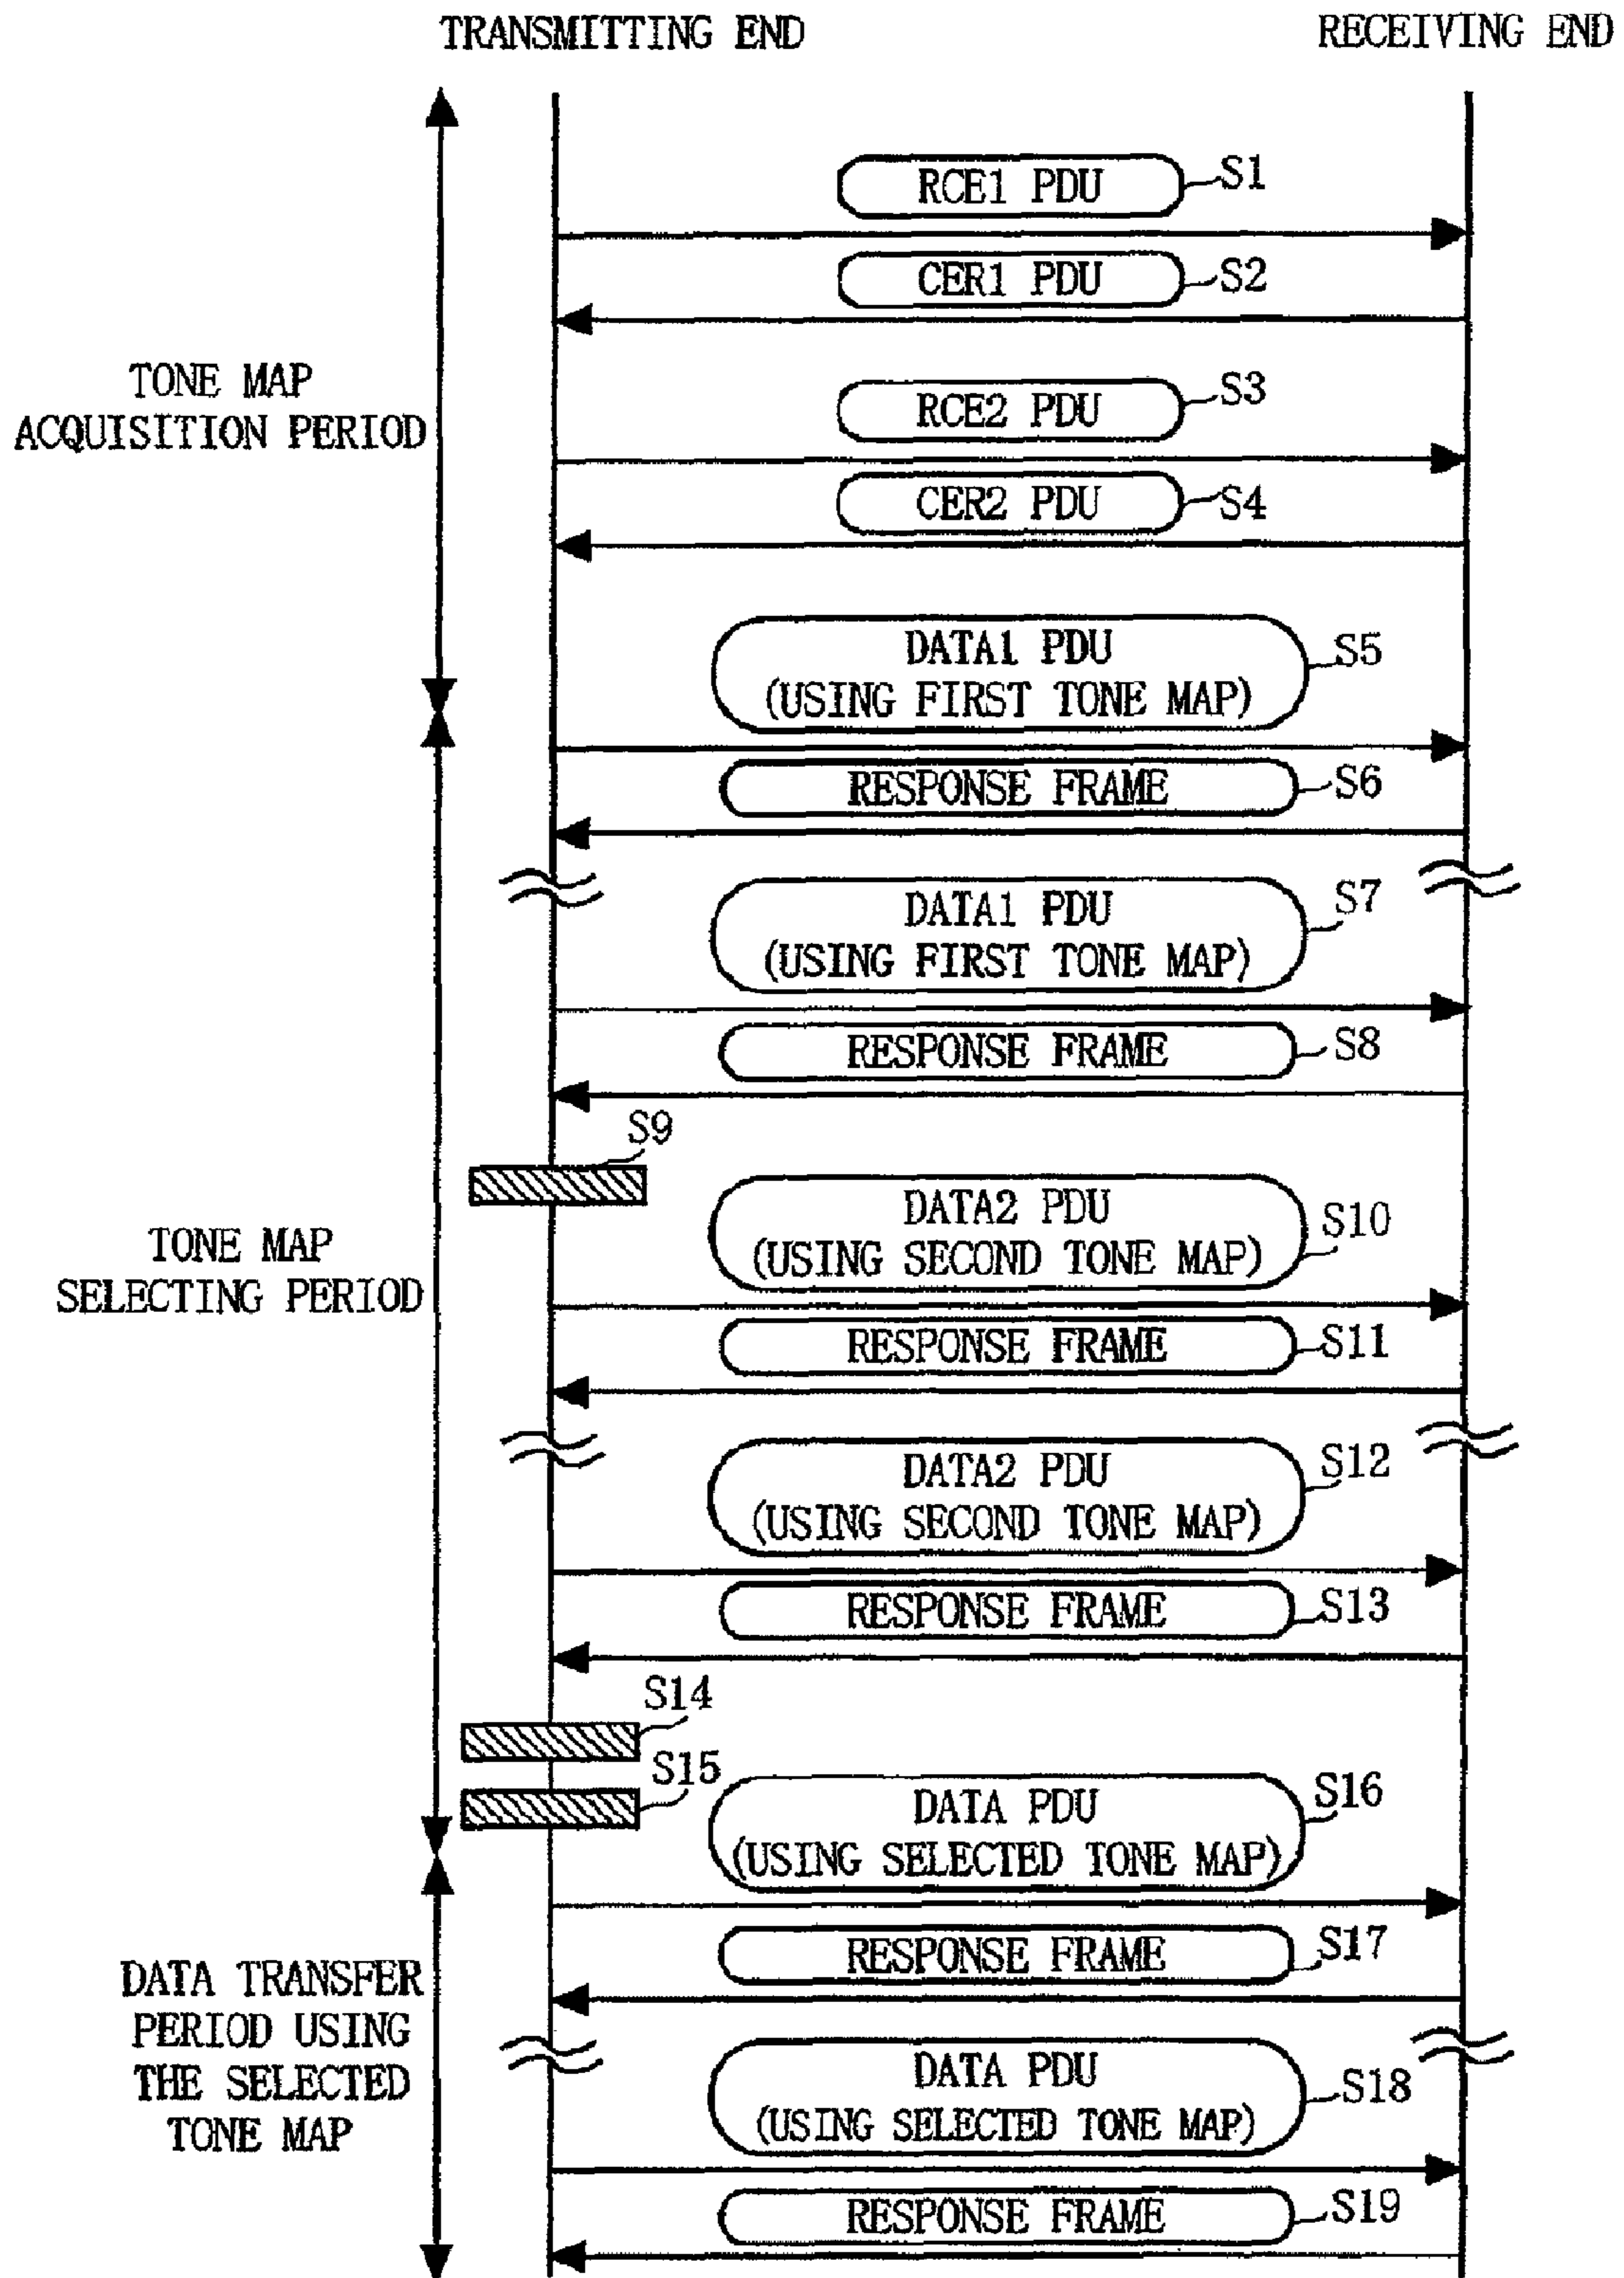 TRANSMITTING END
RECEIVING END
RCE1 PDU
S1
CER1 PDU
S2
TONE MAP
ACQUISITION PERIOD
RCE2 PDU
S3
CER2 PDU
S4
DATA1 PDU
(USING FIRST TONE MAP)
S5
RESPONSE FRAME
S6
DATA1 PDU
(USING FIRST TONE MAP)
S7
RESPONSE FRAME
S8
S9
TONE MAP
SELECTING PERIOD
DATA2 PDU
(USING SECOND TONE MAP)
S10
RESPONSE FRAME
S11
DATA2 PDU
(USING SECOND TONE MAP)
S12
RESPONSE FRAME
S13
S14
S15
DATA PDU
(USING SELECTED TONE MAP)
S16
RESPONSE FRAME
S17
DATA TRANSFER
PERIOD USING
THE SELECTED
TONE MAP
DATA PDU
(USING SELECTED TONE MAP)
S18
RESPONSE FRAME
S19